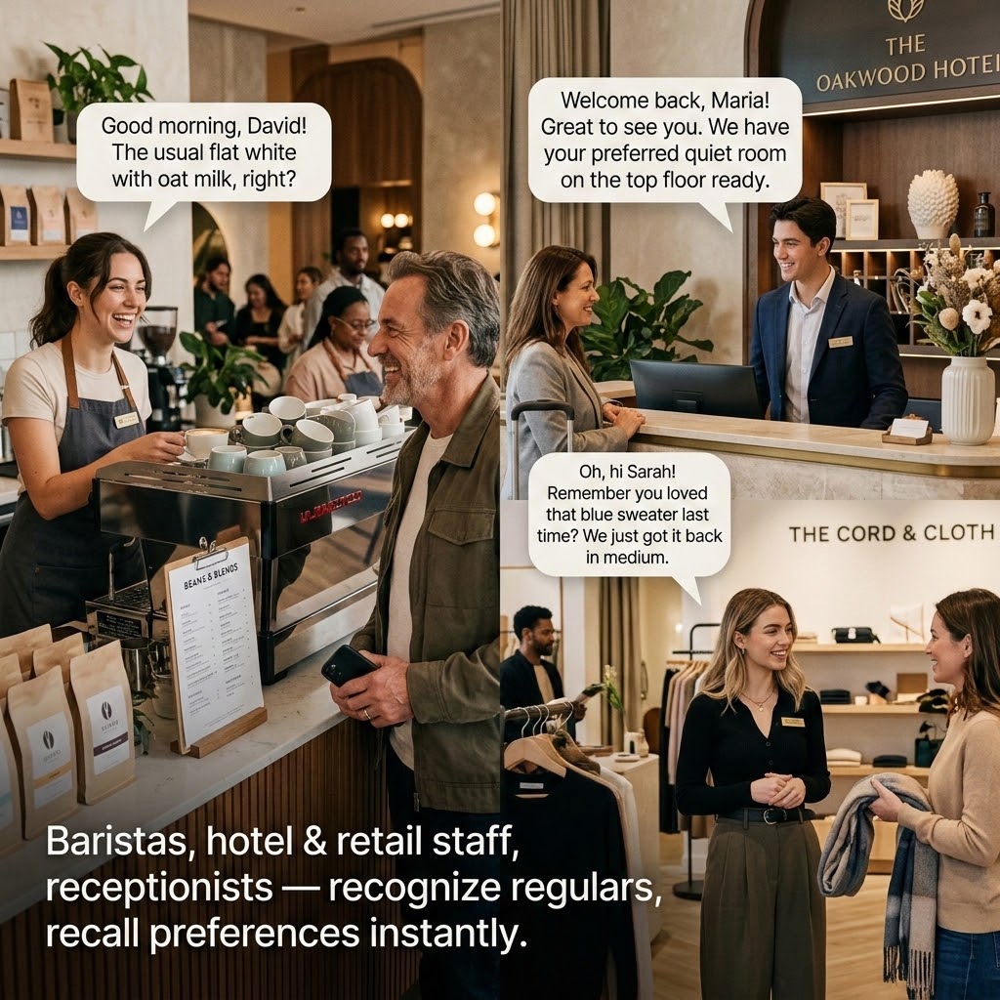 Good morning, David!
The usual flat white
with oat milk, right?
THE
OAKWOOD HOTEL
Welcome back, Maria!
Great to see you. We have
your preferred quiet room
on the top floor ready.
Oh, hi Sarah!
Remember you loved
that blue sweater last
time? We just got it back
in medium.
THE CORD & CLOTH
BEANS & BLENDS
Baristas, hotel & retail staff,
receptionists — recognize regulars,
recall preferences instantly.